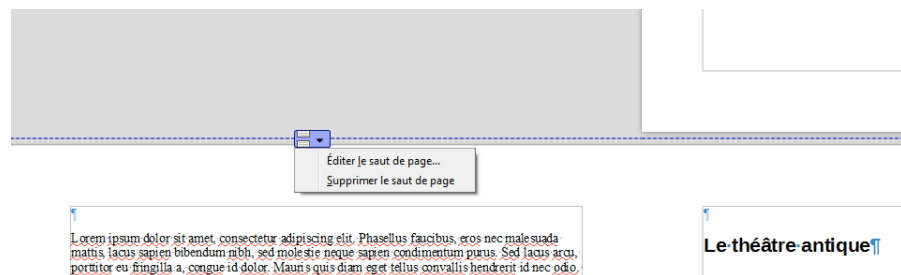 Éditer le saut de page...
Supprimer le saut de page
¶
Lorem ipsum dolor sit amet, consectetur adipiscing elit. Phasellus faucibus, eros nec malesuada
mattis, lacus sapien bibendum nibh, sed molestie neque sapien condimentum purus. Sed lacus arcu,
porttitor eu fringilla a, congue id dolor. Mauris quis diam eget tellus convallis hendrerit id nec odio.
¶
Le théâtre antique¶